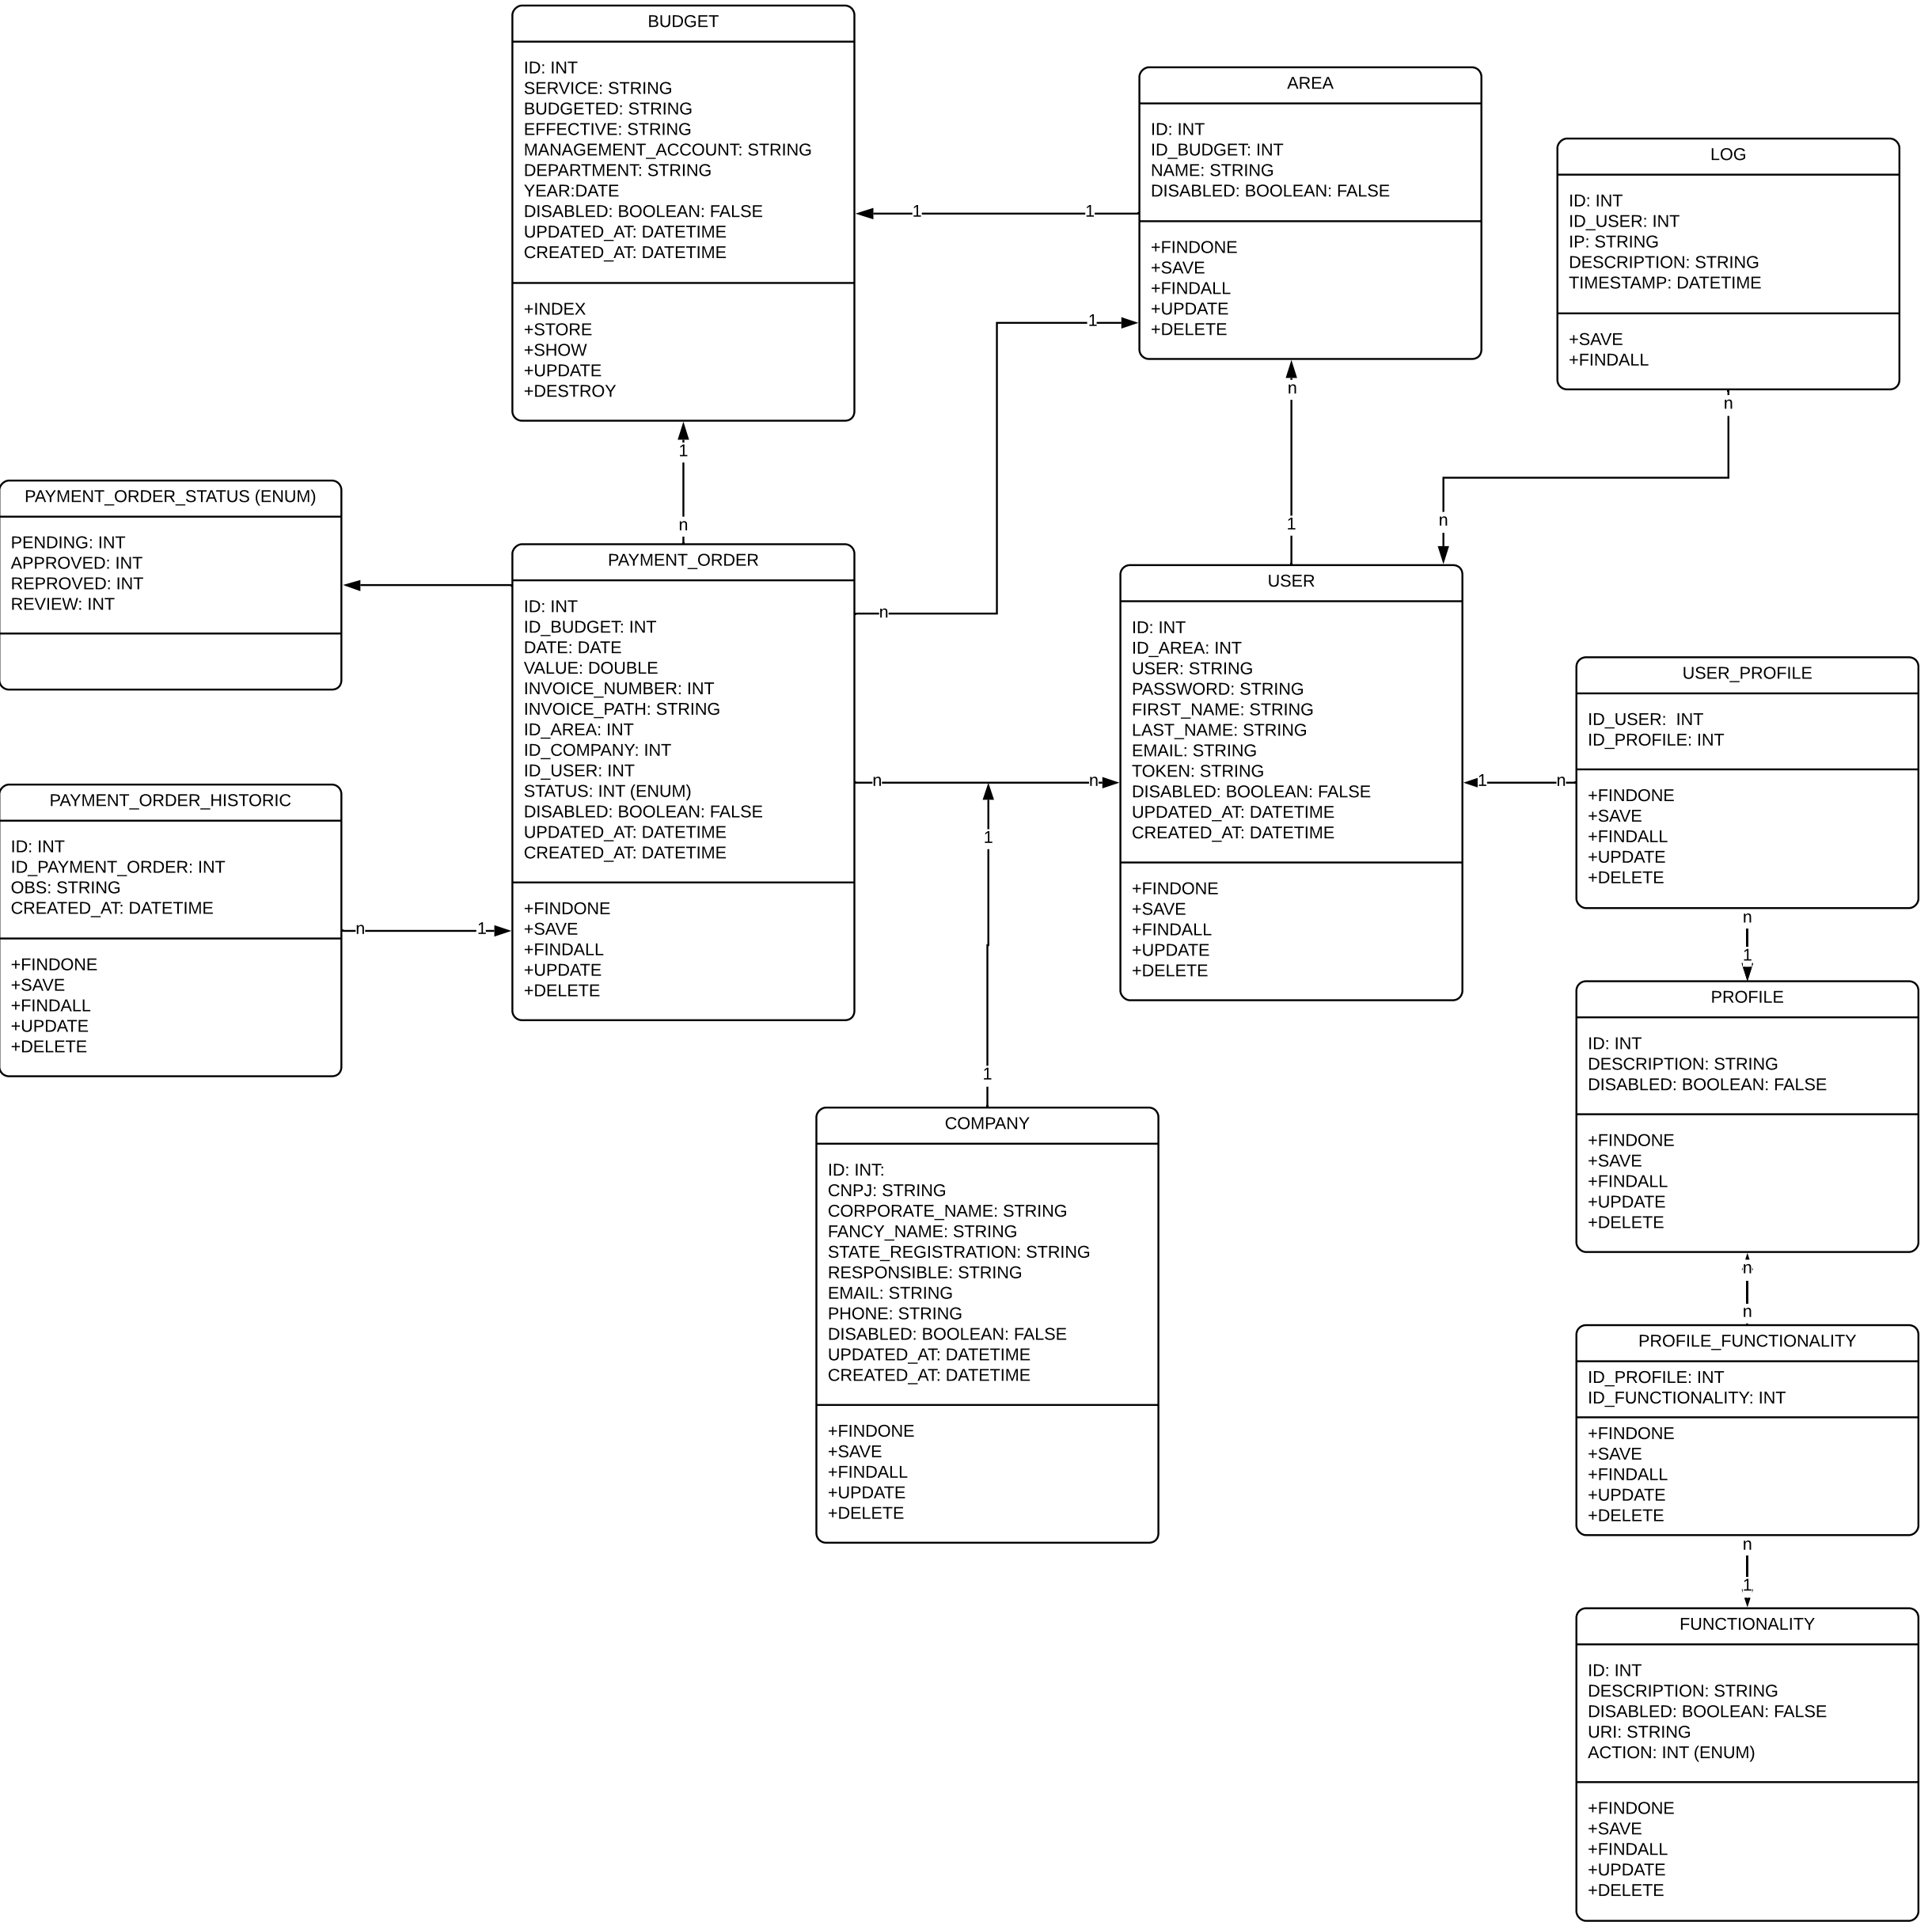 BUDGET
ID: INT
SERVICE: STRING
BUDGETED: STRING
EFFECTIVE: STRING
MANAGEMENT_ACCOUNT: STRING
DEPARTMENT: STRING
YEAR:DATE
DISABLED: BOOLEAN: FALSE
UPDATED_AT: DATETIME
CREATED_AT: DATETIME
+INDEX
+STORE
+SHOW
+UPDATE
+DESTROY
1
1
AREA
ID: INT
ID_BUDGET: INT
NAME: STRING
DISABLED: BOOLEAN: FALSE
+FINDONE
+SAVE
+FINDALL
+UPDATE
+DELETE
LOG
ID: INT
ID_USER: INT
IP: STRING
DESCRIPTION: STRING
TIMESTAMP: DATETIME
+SAVE
+FINDALL
1
n
n
1
n
1
n
n
PAYMENT_ORDER_STATUS (ENUM)
PENDING: INT
APPROVED: INT
REPROVED: INT
REVIEW: INT
PAYMENT_ORDER
ID: INT
ID_BUDGET: INT
DATE: DATE
VALUE: DOUBLE
INVOICE_NUMBER: INT
INVOICE_PATH: STRING
ID_AREA: INT
ID_COMPANY: INT
ID_USER: INT
STATUS: INT (ENUM)
DISABLED: BOOLEAN: FALSE
UPDATED_AT: DATETIME
CREATED_AT: DATETIME
+FINDONE
+SAVE
+FINDALL
+UPDATE
+DELETE
n
n
n
1
USER
ID: INT
ID_AREA: INT
USER: STRING
PASSWORD: STRING
FIRST_NAME: STRING
LAST_NAME: STRING
EMAIL: STRING
TOKEN: STRING
DISABLED: BOOLEAN: FALSE
UPDATED_AT: DATETIME
CREATED_AT: DATETIME
+FINDONE
+SAVE
+FINDALL
+UPDATE
+DELETE
1
n
USER_PROFILE
ID_USER:  INT
ID_PROFILE: INT
+FINDONE
+SAVE
+FINDALL
+UPDATE
+DELETE
PAYMENT_ORDER_HISTORIC
ID: INT
ID_PAYMENT_ORDER: INT
OBS: STRING
CREATED_AT: DATETIME
+FINDONE
+SAVE
+FINDALL
+UPDATE
+DELETE
n
1
n
1
PROFILE
ID: INT
DESCRIPTION: STRING
DISABLED: BOOLEAN: FALSE
+FINDONE
+SAVE
+FINDALL
+UPDATE
+DELETE
1
COMPANY
ID: INT:
CNPJ: STRING
CORPORATE_NAME: STRING
FANCY_NAME: STRING
STATE_REGISTRATION: STRING
RESPONSIBLE: STRING
EMAIL: STRING
PHONE: STRING
DISABLED: BOOLEAN: FALSE
UPDATED_AT: DATETIME
CREATED_AT: DATETIME
+FINDONE
+SAVE
+FINDALL
+UPDATE
+DELETE
n
n
PROFILE_FUNCTIONALITY
ID_PROFILE: INT
ID_FUNCTIONALITY: INT
+FINDONE
+SAVE
+FINDALL
+UPDATE
+DELETE
n
1
FUNCTIONALITY
ID: INT
DESCRIPTION: STRING
DISABLED: BOOLEAN: FALSE
URI: STRING
ACTION: INT (ENUM)
+FINDONE
+SAVE
+FINDALL
+UPDATE
+DELETE